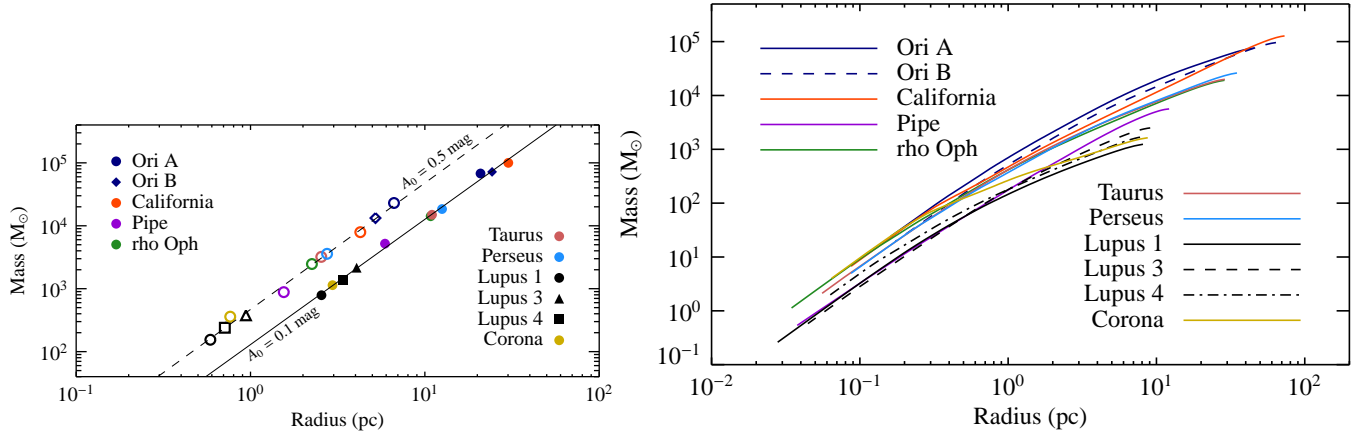 Mass (M⊙)
10^5
10^4
10^3
10^2
10^-1
10^0
10^1
10^2
Radius (pc)
Ori A
Ori B
California
Pipe
rho Oph
A_0 = 0.5 mag
A_0 = 0.1 mag
Taurus
Perseus
Lupus 1
Lupus 3
Lupus 4
Corona
Mass (M⊙)
10^5
10^4
10^3
10^2
10^1
10^0
10^-1
10^-2
10^-1
10^0
10^1
10^2
Radius (pc)
Ori A
Ori B
California
Pipe
rho Oph
Taurus
Perseus
Lupus 1
Lupus 3
Lupus 4
Corona